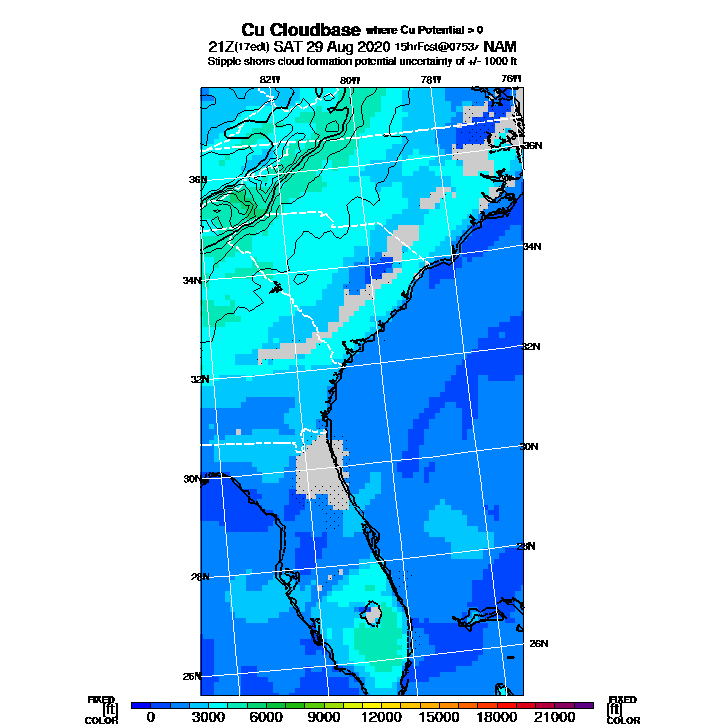 Cu Cloudbase where Cu Potential > 0
21Z(17edt) SAT 29 Aug 2020 15hrFcst@0753z NAM
Stipple shows cloud formation potential uncertainty of +/- 1000 ft
82W 80W 78W 76W
36N
36N
34N
34N
32N
32N
30N
30N
28N
28N
26N
26N
FIXED FIXED
[ft] [ft]
COLOR COLOR
0 3000 6000 9000 12000 15000 18000 21000